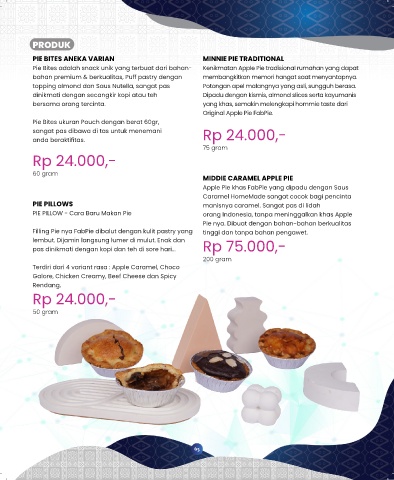 PRODUK
PIE BITES ANEKA VARIAN
Pie Bites adalah snack unik yang terbuat dari bahan-
bahan premium & berkualitas, Puff pastry dengan
topping almond dan Saus Nutella, sangat pas
dinikmati dengan secangkir kopi atau teh
bersama orang tercinta.
Pie Bites ukuran Pouch dengan berat 60gr,
sangat pas dibawa di tas untuk menemani
anda beraktifitas.
Rp 24.000,-
60 gram
PIE PILLOWS
PIE PILLOW - Cara Baru Makan Pie
Filling Pie nya FabPie dibalut dengan kulit pastry yang
lembut. Dijamin langsung lumer di mulut. Enak dan
pas dinikmati dengan kopi dan teh di sore hari..
Terdiri dari 4 variant rasa : Apple Caramel, Choco
Galore, Chicken Creamy, Beef Cheese dan Spicy
Rendang.
Rp 24.000,-
50 gram
MINNIE PIE TRADITIONAL
Kenikmatan Apple Pie tradisional rumahan yang dapat
membangkitkan memori hangat saat menyantapnya.
Potongan apel malangnya yang asli, sungguh berasa.
Dipadu dengan kismis, almond slices serta kayumanis
yang khas, semakin melengkapi hommie taste dari
Original Apple Pie FabPie.
Rp 24.000,-
75 gram
MIDDIE CARAMEL APPLE PIE
Apple Pie khas FabPie yang dipadu dengan Saus
Caramel HomeMade sangat cocok bagi pencinta
manisnya caramel. Sangat pas di lidah
orang Indonesia, tanpa meninggalkan khas Apple
Pie nya. Dibuat dengan bahan-bahan berkualitas
tinggi dan tanpa bahan pengawet.
Rp 75.000,-
200 gram